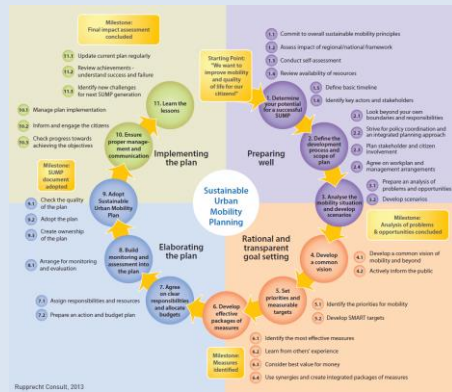 Milestone:
Final impact assessment
concluded
11.1 Update current plan regularly
11.2 Review achievements -
understand success and failure
11.3 Identify new challenges
for next SUMP generation
Starting Point:
"We want to
improve mobility
and quality
of life for our
citizens!"
1.1 Commit to overall sustainable mobility principles
1.2 Assess impact of regional/national framework
1.3 Conduct self-assessment
1.4 Review availability of resources
1.5 Define basic timeline
1.6 Identify key actors and stakeholders
1. Determine
your potential
for a successful
SUMP
11. Learn the
lessons
10.1 Manage plan implementation
10.2 Inform and engage the citizens
10.3 Check progress towards
achieving the objectives
10. Ensure
proper manage-
ment and
communication
Implementing
the plan
Preparing
well
2. Define the
development
process and
scope of
plan
2.1 Look beyond your own
boundaries and responsibilities
2.2 Strive for policy coordination and
an integrated planning approach
2.3 Plan stakeholder and citizen
involvement
2.4 Agree on workplan and
management arrangements
Milestone:
SUMP
document
adopted
9.1 Check the quality
of the plan
9.2 Adopt the plan
9.3 Create ownership
of the plan
9. Adopt
Sustainable
Urban Mobility
Plan
Sustainable
Urban
Mobility
Planning
3. Analyse the
mobility situation
and develop
scenarios
3.1 Prepare an analysis of
problems and opportunities
3.2 Develop scenarios
Milestone:
Analysis of problems
& opportunities concluded
8.1 Arrange for monitoring
and evaluation
8. Build
monitoring and
assessment into
the plan
Elaborating
the plan
Rational and
transparent
goal setting
4. Develop
a common
vision
4.1 Develop a common vision of
mobility and beyond
4.2 Actively inform the public
7.1 Assign responsibilities and resources
7.2 Prepare an action and budget plan
7. Agree
on clear
responsibilities
and allocate
budgets
6. Develop
effective
packages of
measures
5. Set
priorities and
measurable
targets
5.1 Identify the priorities for mobility
5.2 Develop SMART targets
Milestone:
Measures
identified
6.1 Identify the most effective measures
6.2 Learn from others' experience
6.3 Consider best value for money
6.4 Use synergies and create integrated packages of measures
Rupprecht Consult, 2013